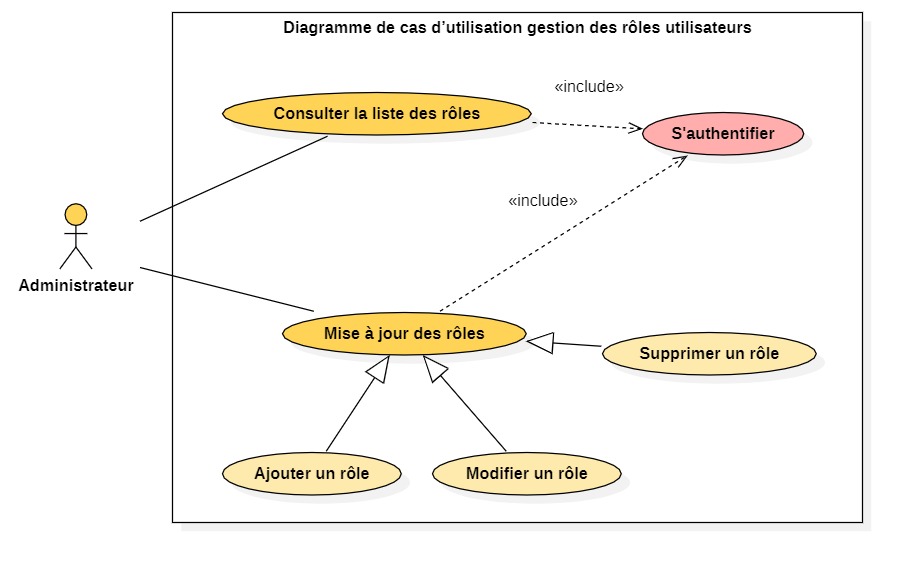 Diagramme de cas d’utilisation gestion des rôles utilisateurs
«include»
Consulter la liste des rôles
S'authentifier
«include»
Administrateur
Mise à jour des rôles
Supprimer un rôle
Ajouter un rôle
Modifier un rôle